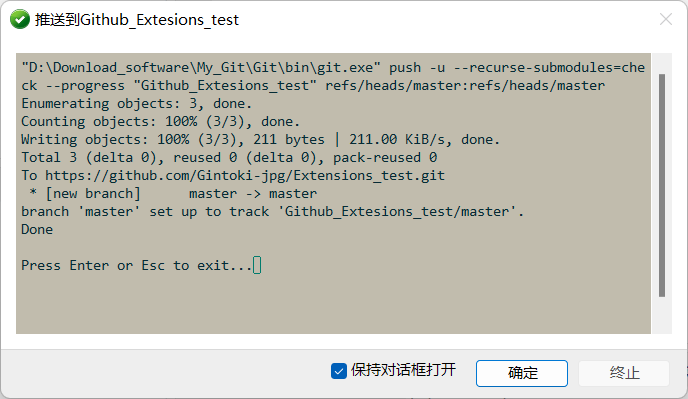 推送到Github_Extesions_test
"D:\Download_software\My_Git\Git\bin\git.exe" push -u --recurse-submodules=che
ck --progress "Github_Extesions_test" refs/heads/master:refs/heads/master
Enumerating objects: 3, done.
Counting objects: 100% (3/3), done.
Writing objects: 100% (3/3), 211 bytes | 211.00 KiB/s, done.
Total 3 (delta 0), reused 0 (delta 0), pack-reused 0
To https://github.com/Gintoki-jpg/Extensions_test.git
 * [new branch]      master -> master
branch 'master' set up to track 'Github_Extesions_test/master'.
Done
Press Enter or Esc to exit...
保持对话框打开
确定
终止